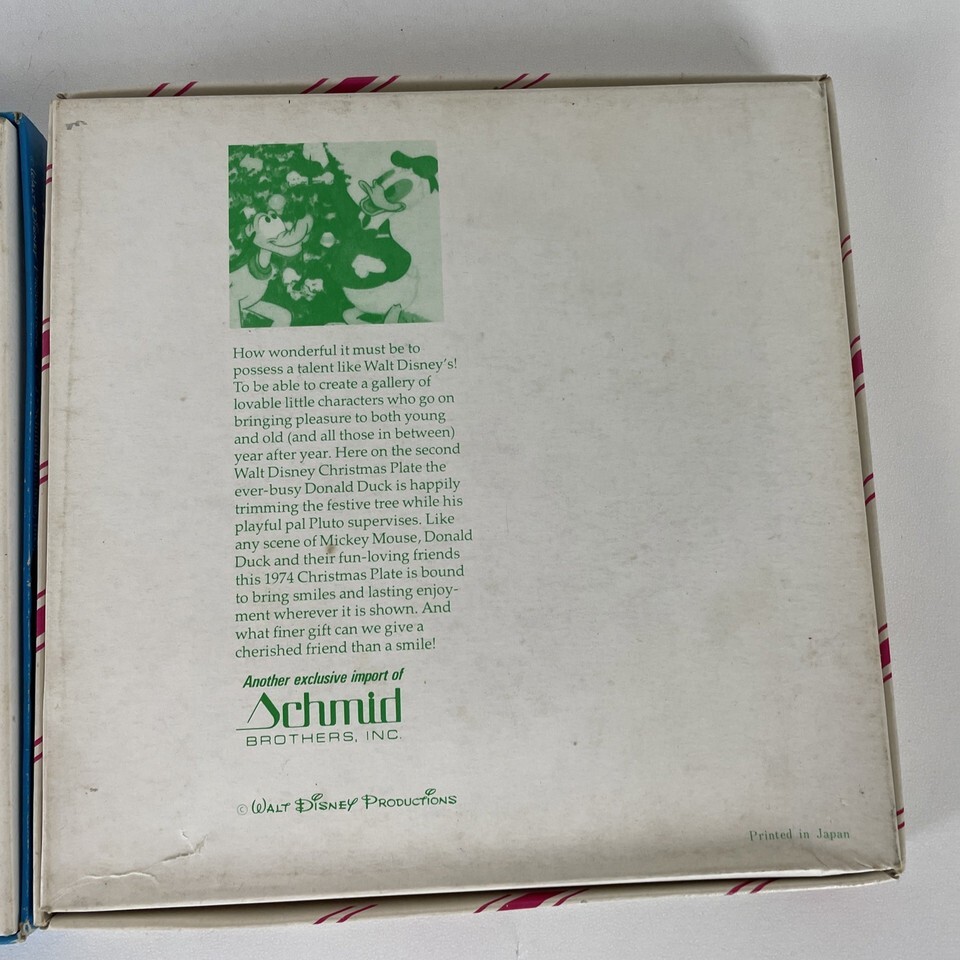 How wonderful it must be to
possess a talent like Walt Disney's!
To be able to create a gallery of
lovable little characters who go on
bringing pleasure to both young
and old (and all those in between)
year after year. Here on the second
Walt Disney Christmas Plate the
ever-busy Donald Duck is happily
trimming the festive tree while his
playful pal Pluto supervises. Like
any scene of Mickey Mouse, Donald
Duck and their fun-loving friends
this 1974 Christmas Plate is bound
to bring smiles and lasting enjoy-
ment wherever it is shown. And
what finer gift can we give a
cherished friend than a smile!
Another exclusive import of
Schmid
BROTHERS, INC.
© WALT DISNEY PRODUCTIONS
Printed in Japan